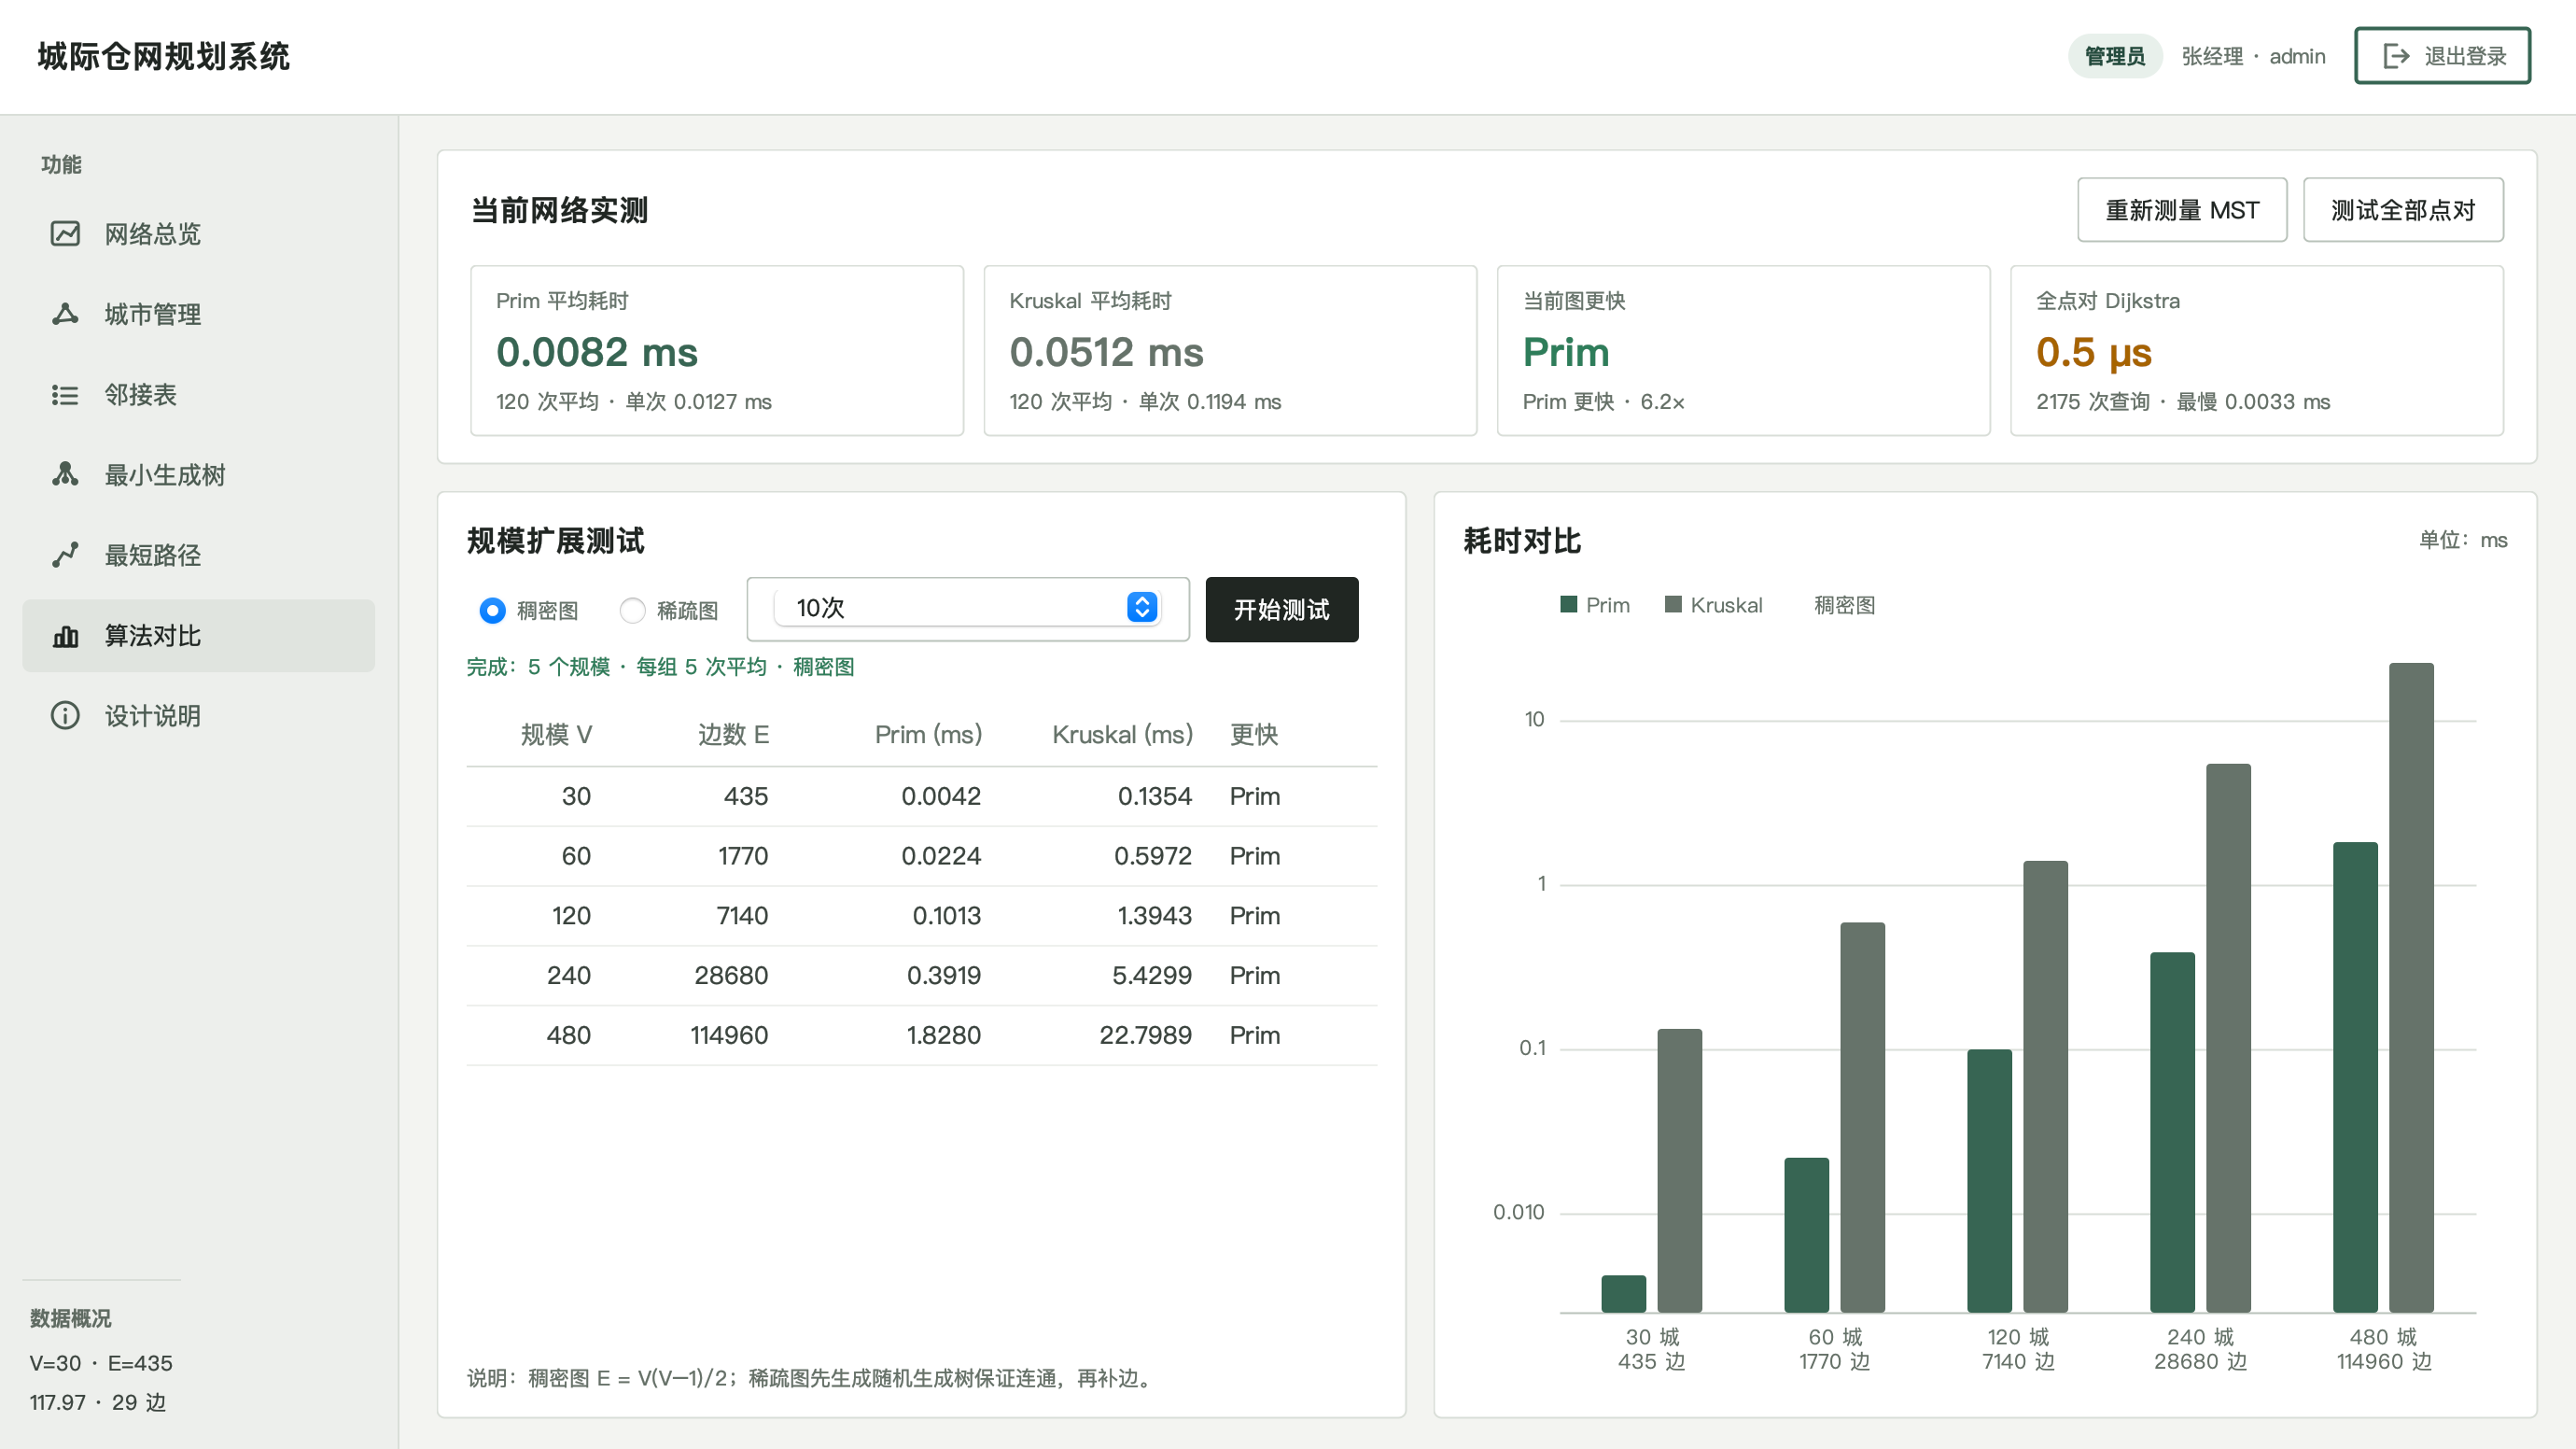 城际仓网规划系统
管理员 张经理 · admin 退出登录
功能
网络总览
城市管理
邻接表
最小生成树
最短路径
算法对比
设计说明
数据概况
V=30 · E=435
117.97 · 29 边
当前网络实测
重新测量 MST 测试全部点对
Prim 平均耗时
0.0082 ms
120 次平均 · 单次 0.0127 ms
Kruskal 平均耗时
0.0512 ms
120 次平均 · 单次 0.1194 ms
当前图更快
Prim
Prim 更快 · 6.2×
全点对 Dijkstra
0.5 µs
2175 次查询 · 最慢 0.0033 ms
规模扩展测试
稠密图 稀疏图 10次 开始测试
完成：5 个规模 · 每组 5 次平均 · 稠密图
规模 V 边数 E Prim (ms) Kruskal (ms) 更快
30 435 0.0042 0.1354 Prim
60 1770 0.0224 0.5972 Prim
120 7140 0.1013 1.3943 Prim
240 28680 0.3919 5.4299 Prim
480 114960 1.8280 22.7989 Prim
说明：稠密图 E = V(V−1)/2；稀疏图先生成随机生成树保证连通，再补边。
耗时对比
单位：ms
Prim Kruskal 稠密图
10
1
0.1
0.010
30 城 60 城 120 城 240 城 480 城
435 边 1770 边 7140 边 28680 边 114960 边